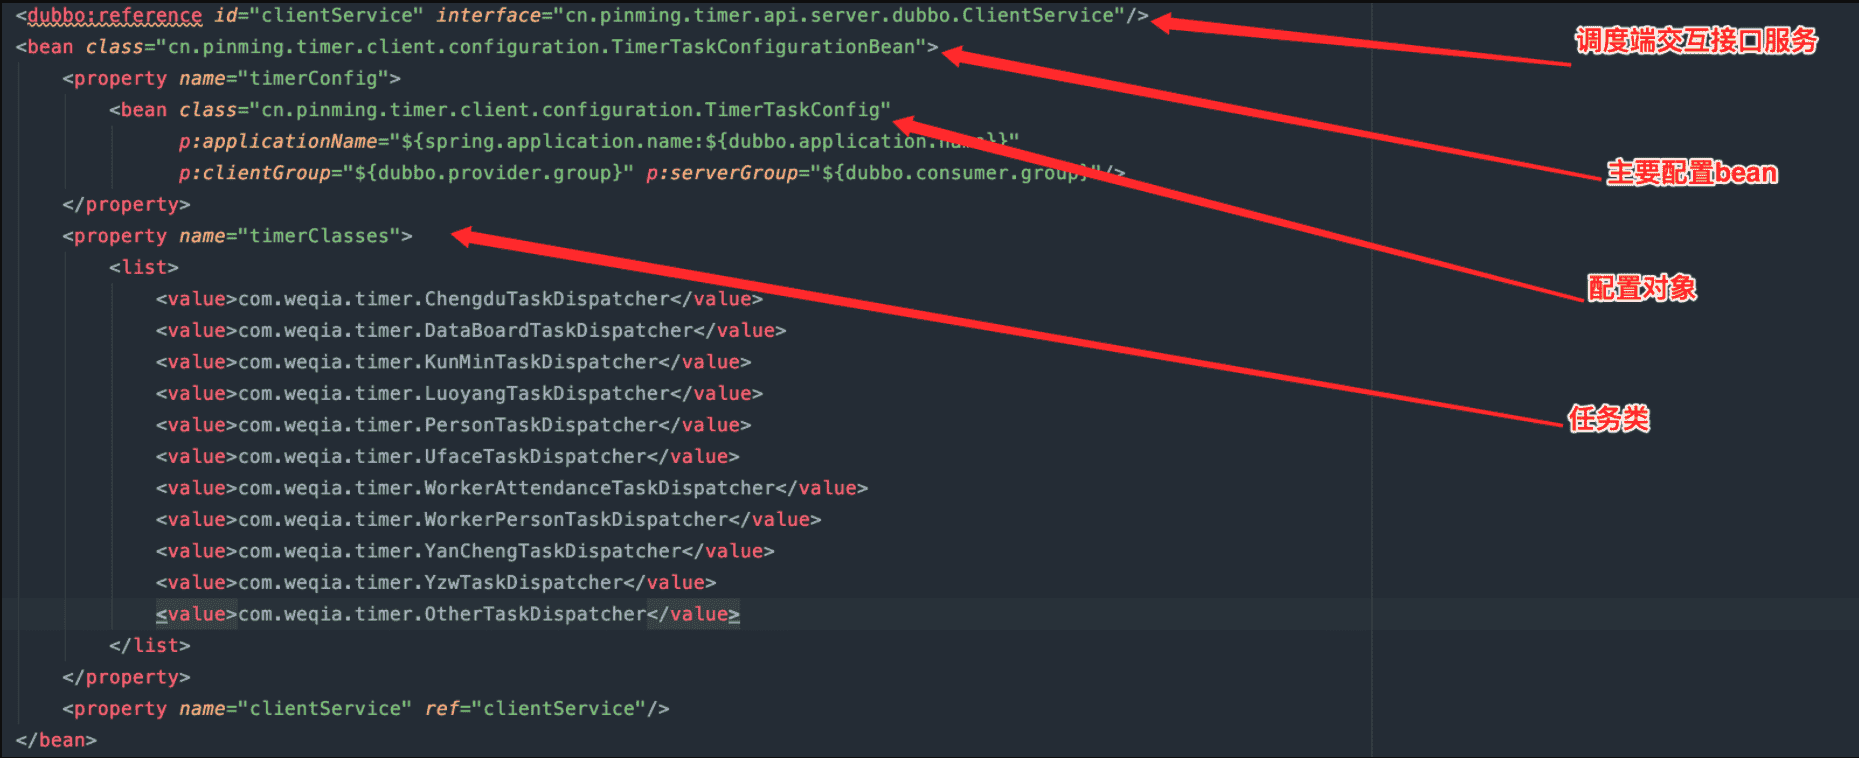 <dubbo:reference id="clientService" interface="cn.pinming.timer.api.server.dubbo.ClientService"/>
调度端交互接口服务
<bean class="cn.pinming.timer.client.configuration.TimerTaskConfigurationBean">
<property name="timerConfig">
<bean class="cn.pinming.timer.client.configuration.TimerTaskConfig"
p:applicationName="${spring.application.name:${dubbo.application.name}}"
p:clientGroup="${dubbo.provider.group}" p:serverGroup="${dubbo.consumer.group}"/>
主要配置bean
</property>
<property name="timerClasses">
<list>
配置对象
<value>com.weqia.timer.ChengduTaskDispatcher</value>
<value>com.weqia.timer.DataBoardTaskDispatcher</value>
<value>com.weqia.timer.KunMinTaskDispatcher</value>
<value>com.weqia.timer.LuoyangTaskDispatcher</value>
任务类
<value>com.weqia.timer.PersonTaskDispatcher</value>
<value>com.weqia.timer.UfaceTaskDispatcher</value>
<value>com.weqia.timer.WorkerAttendanceTaskDispatcher</value>
<value>com.weqia.timer.WorkerPersonTaskDispatcher</value>
<value>com.weqia.timer.YanChengTaskDispatcher</value>
<value>com.weqia.timer.YzwTaskDispatcher</value>
<value>com.weqia.timer.OtherTaskDispatcher</value>
</list>
</property>
<property name="clientService" ref="clientService"/>
</bean>